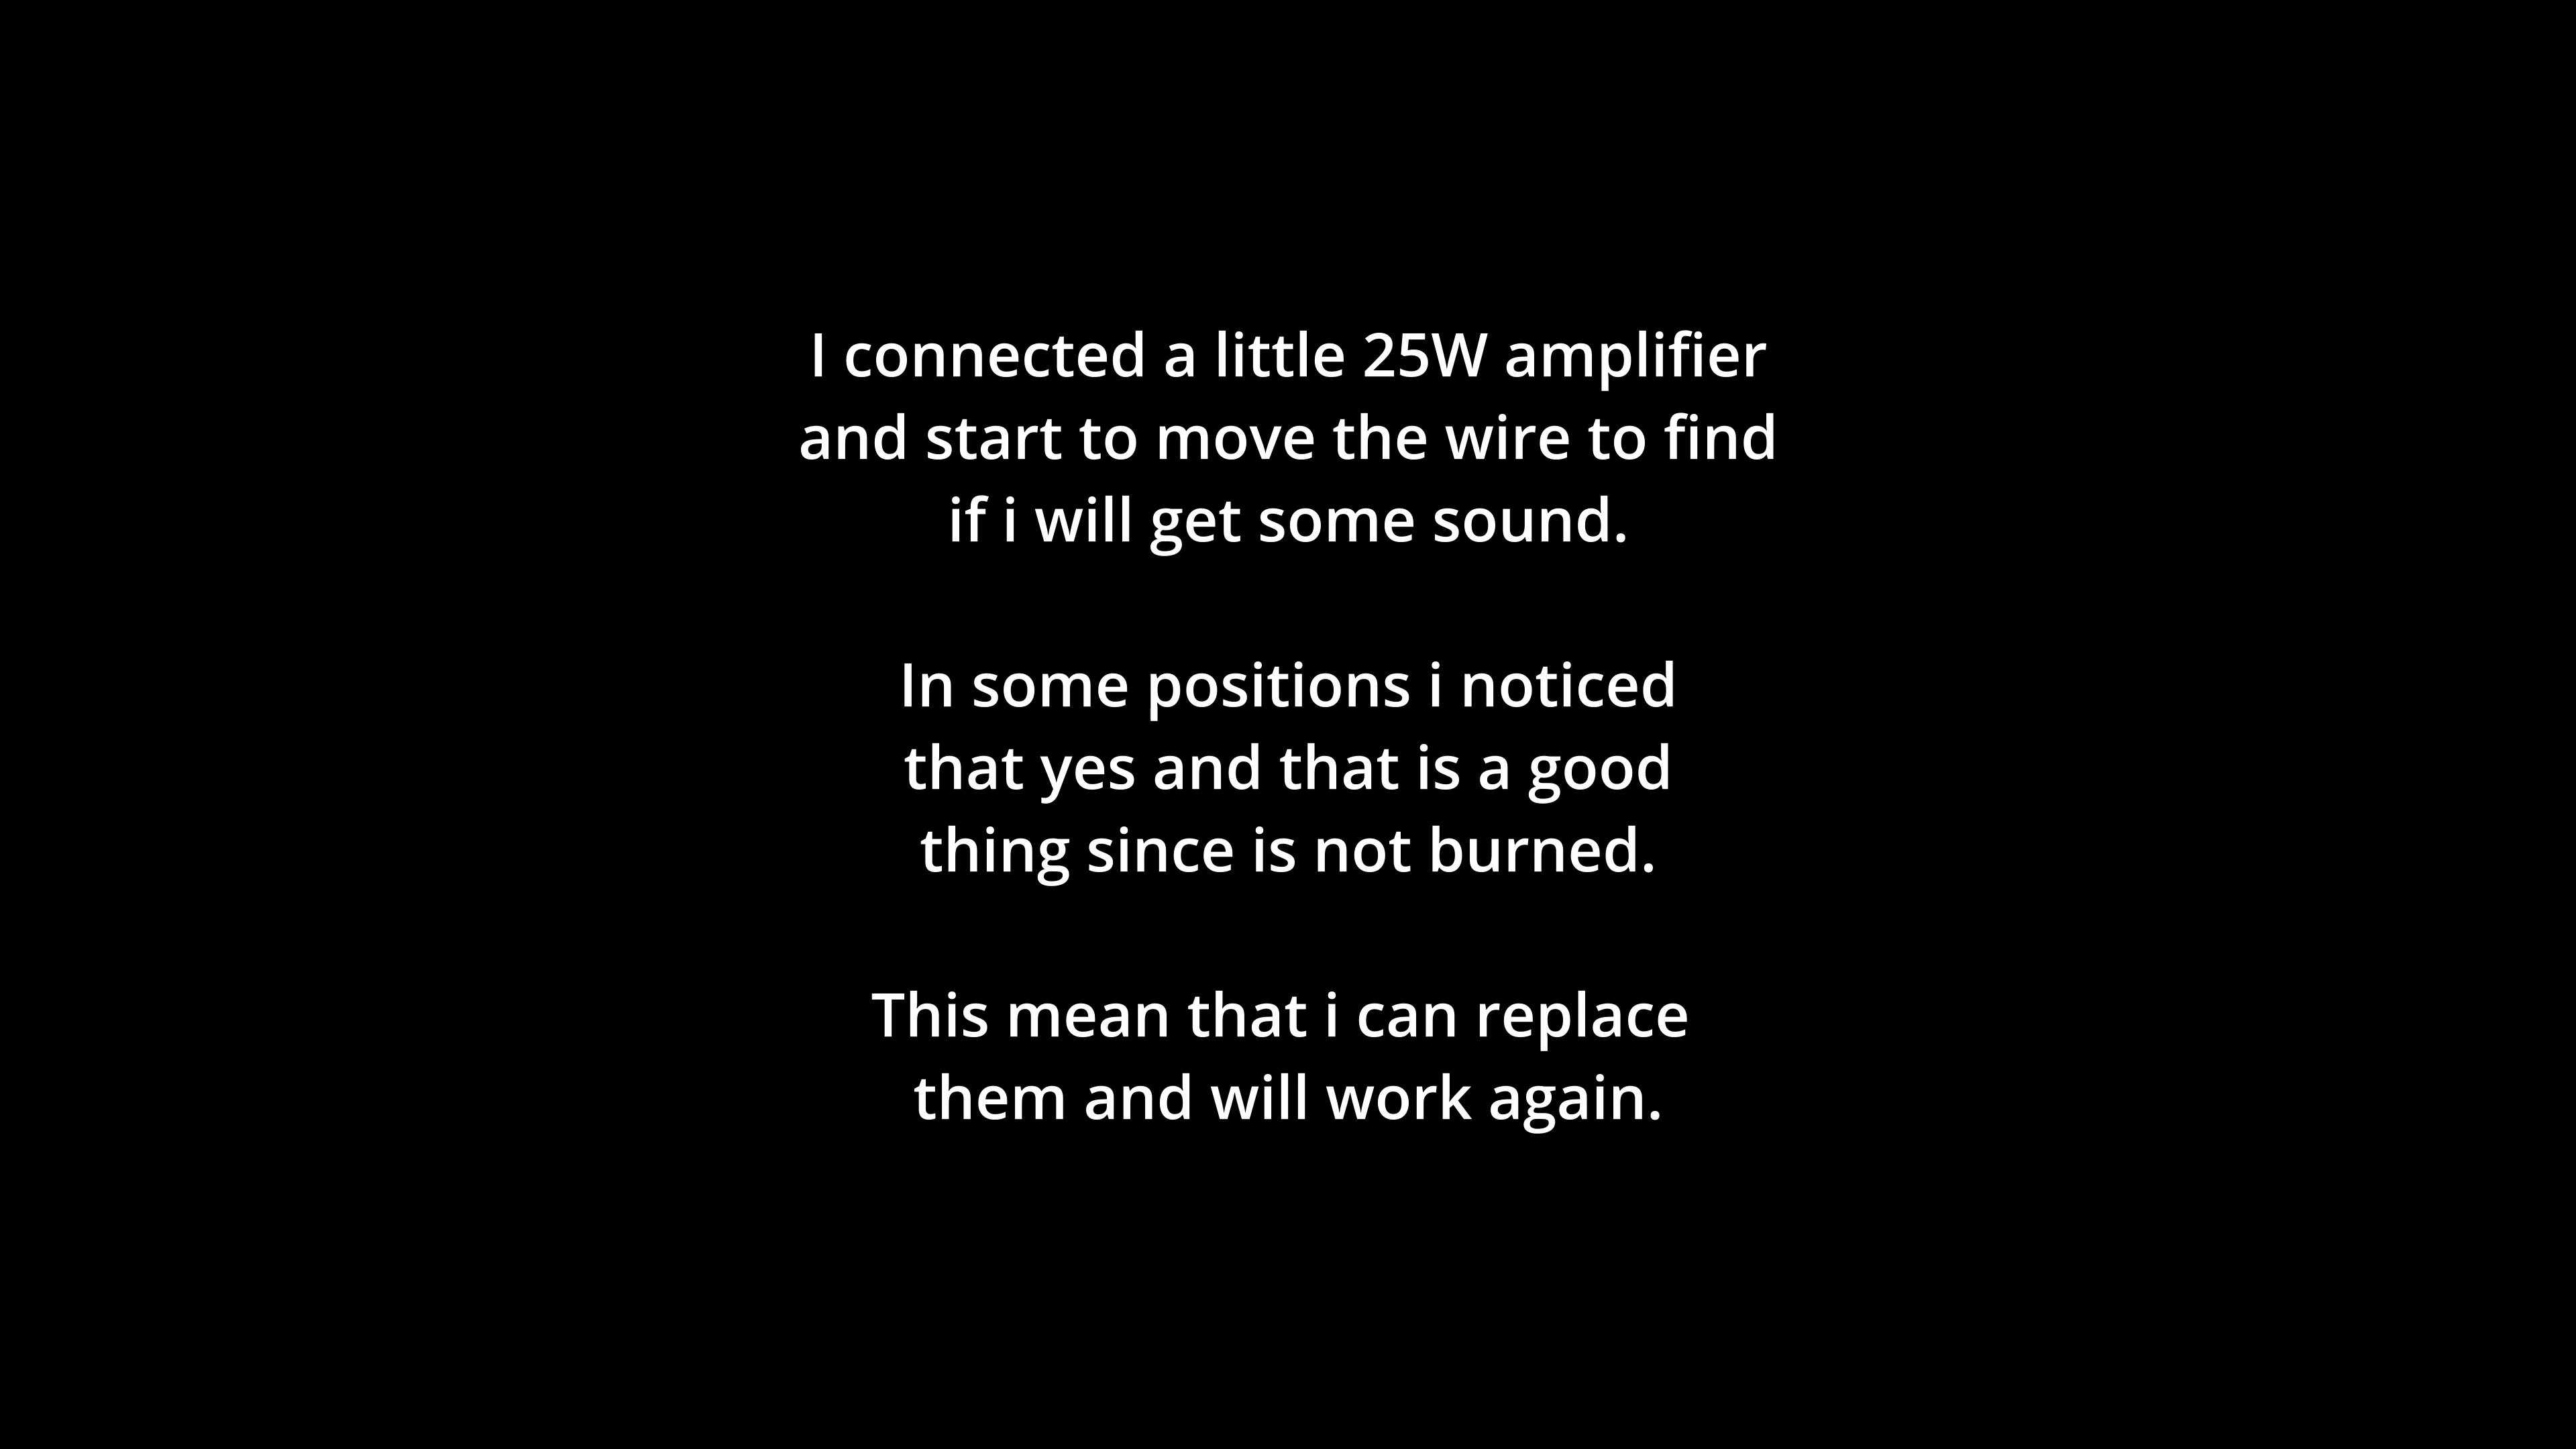 I connected a little 25W amplifier
and start to move the wire to find
if i will get some sound.
In some positions i noticed
that yes and that is a good
thing since is not burned.
This mean that i can replace
them and will work again.